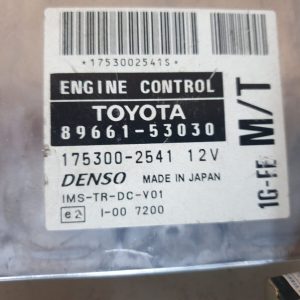 *1753002541S*
ENGINE CONTROL
TOYOTA
89661-53030
175300-2541 12V
DENSO MADE IN JAPAN
IMS-TR-DC-V01
e2 I-00 7200
1G-FE M/T